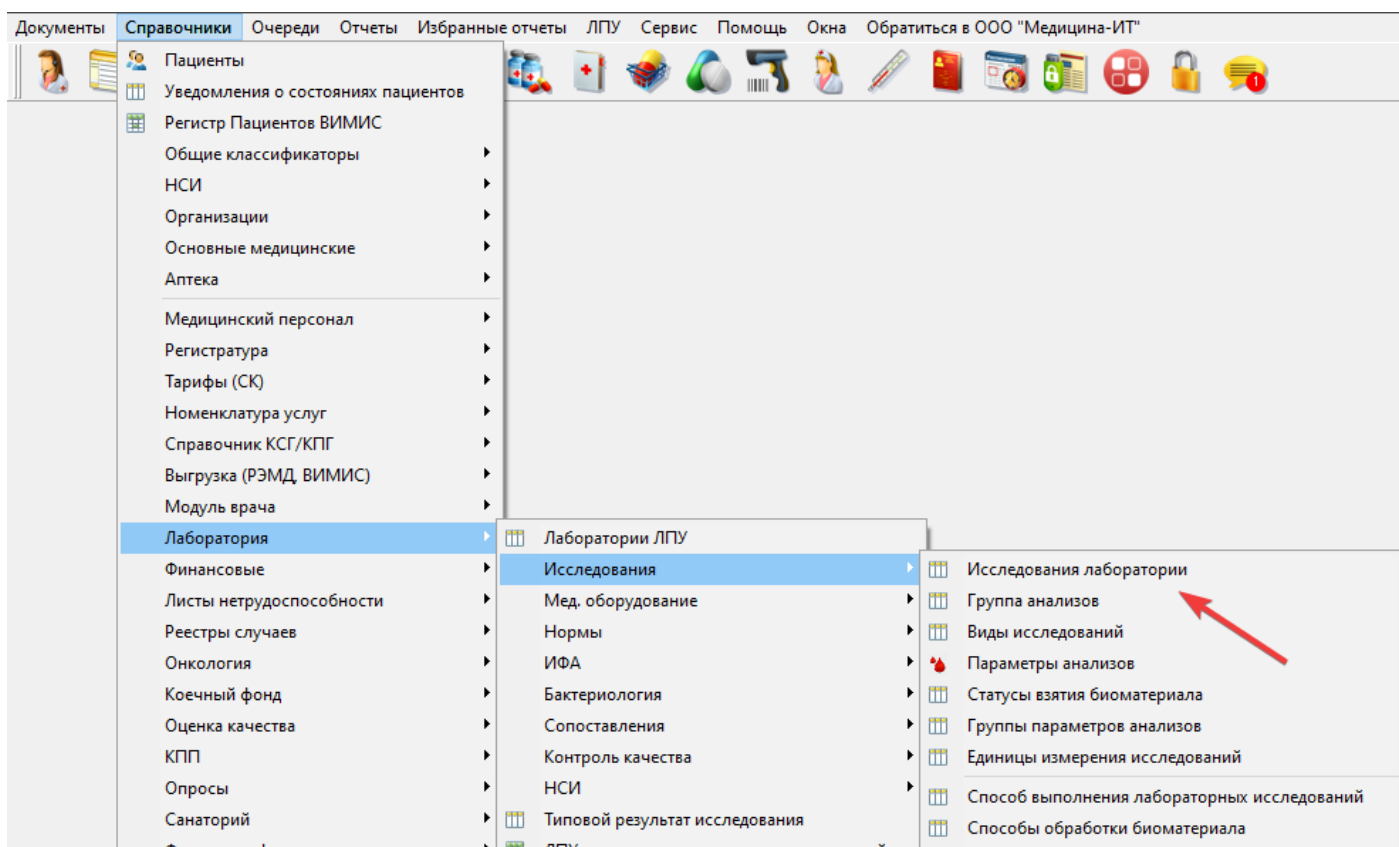 Документы Справочники Очереди Отчеты Избранные отчеты ЛПУ Сервис Помощь Окна Обратиться в ООО "Медицина-ИТ"
Пациенты
Уведомления о состояниях пациентов
Регистр Пациентов ВИМИС
Общие классификаторы
НСИ
Организации
Основные медицинские
Аптека
Медицинский персонал
Регистратура
Тарифы (СК)
Номенклатура услуг
Справочник КСГ/КПГ
Выгрузка (РЭМД, ВИМИС)
Модуль врача
Лаборатория
Финансовые
Листы нетрудоспособности
Реестры случаев
Онкология
Коечный фонд
Оценка качества
КПП
Опросы
Санаторий
Лаборатории ЛПУ
Исследования
Мед. оборудование
Нормы
ИФА
Бактериология
Сопоставления
Контроль качества
НСИ
Типовой результат исследования
Исследования лаборатории
Группа анализов
Виды исследований
Параметры анализов
Статусы взятия биоматериала
Группы параметров анализов
Единицы измерения исследований
Способ выполнения лабораторных исследований
Способы обработки биоматериала
1